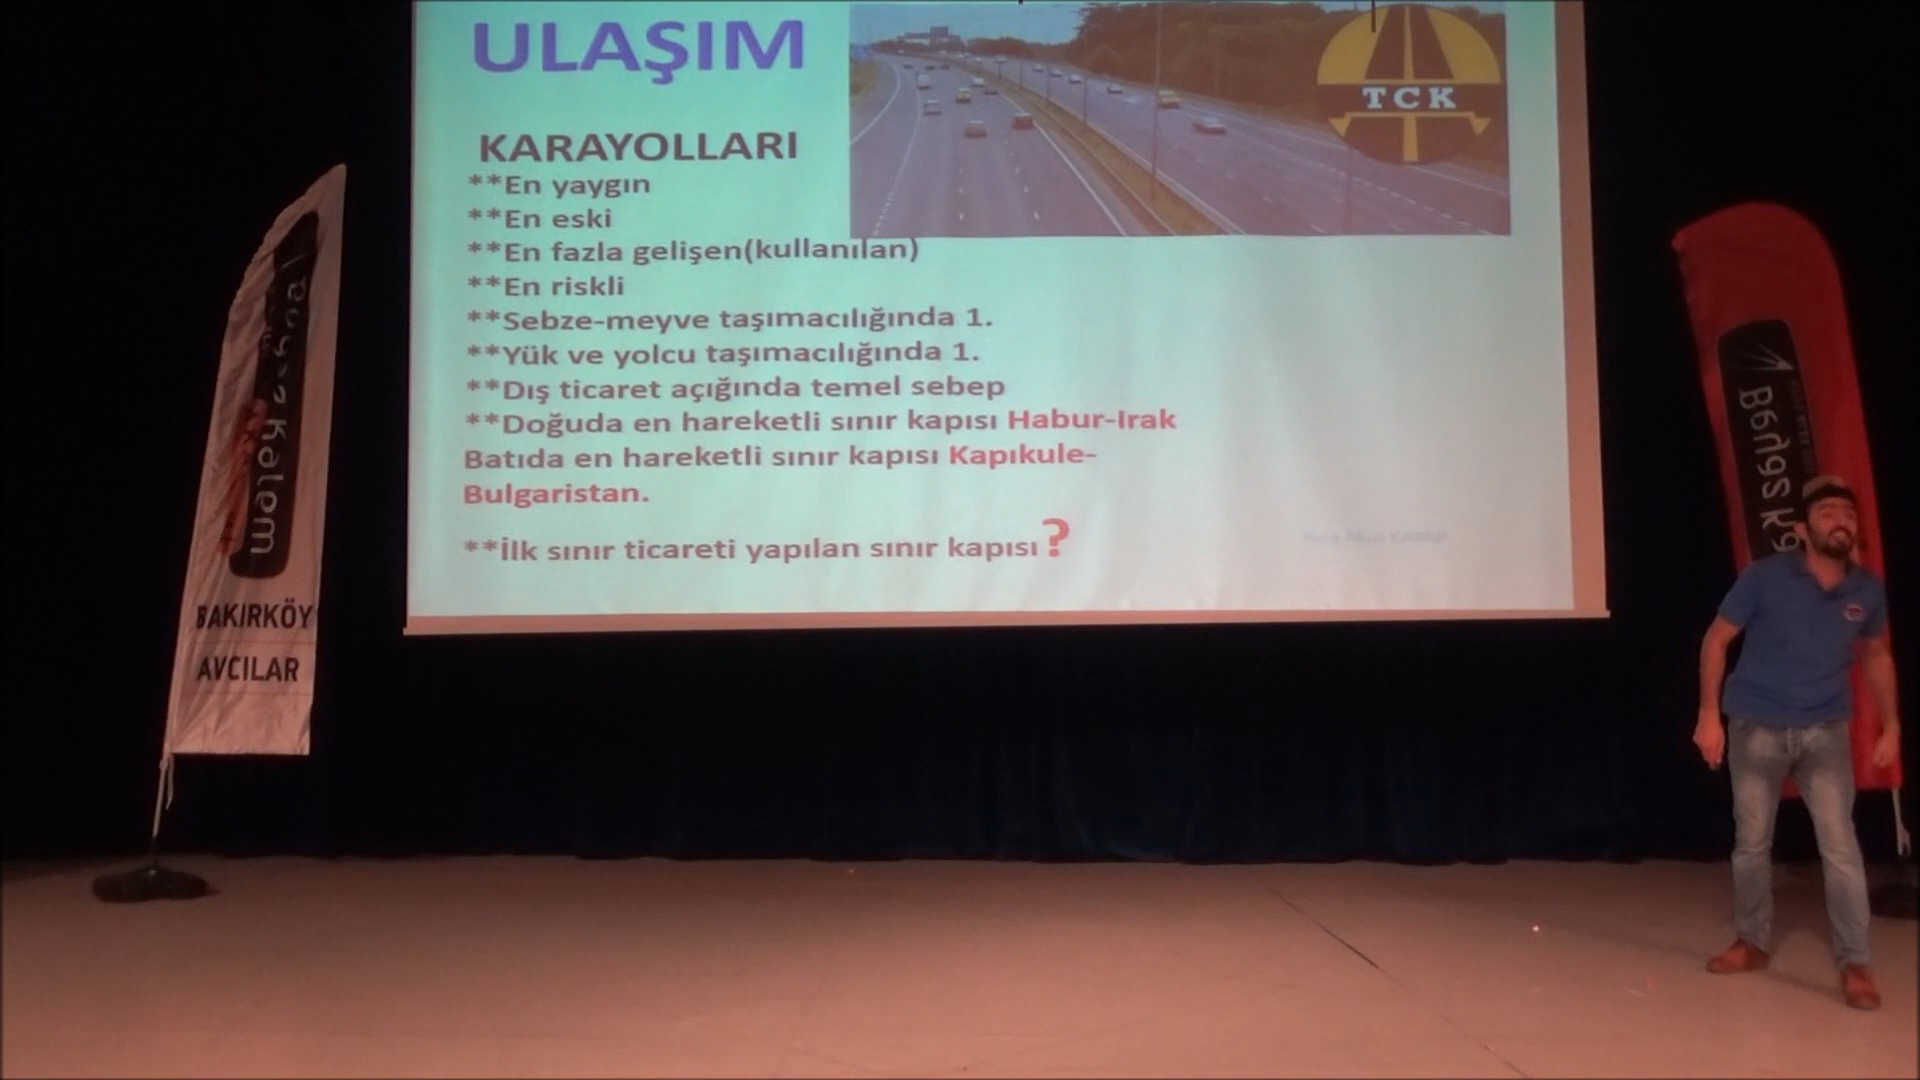 ULAŞIM
TCK
KARAYOLLARI
**En yaygın
**En eski
**En fazla gelişen(kullanılan)
**En riskli
**Sebze-meyve taşımacılığında 1.
**Yük ve yolcu taşımacılığında 1.
**Dış ticaret açığında temel sebep
**Doğuda en hareketli sınır kapısı Habur-Irak
Batıda en hareketli sınır kapısı Kapıkule-
Bulgaristan.
**İlk sınır ticareti yapılan sınır kapısı?
BAKIRKÖY
AVCILAR